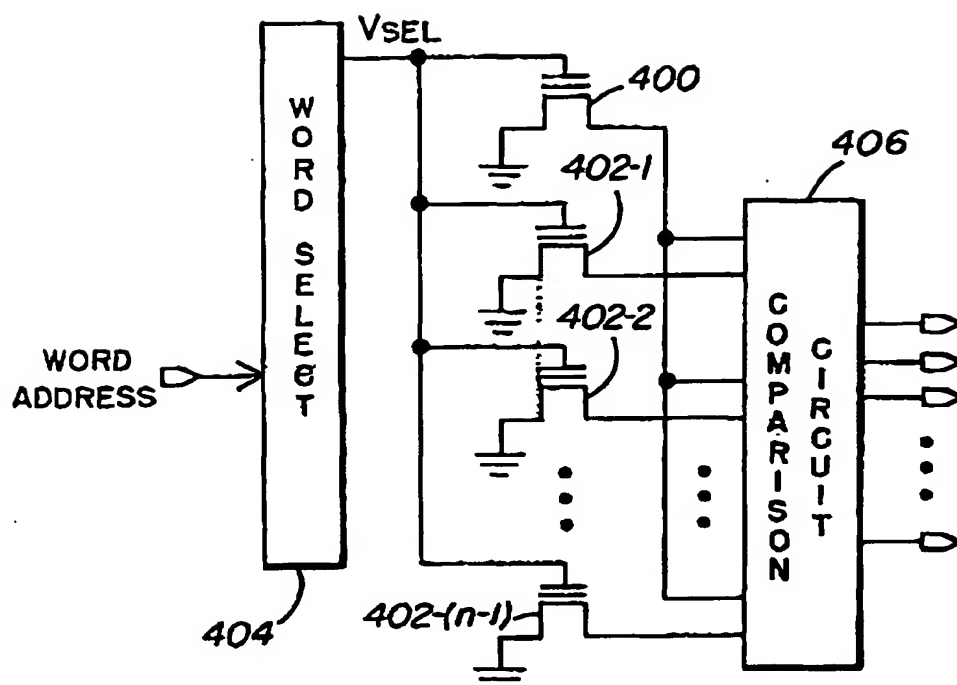 VSEL
400
402-1
406
WORD SELECT
402-2
COMPARISON
CIRCUIT
WORD
ADDRESS
402-(n-1)
404